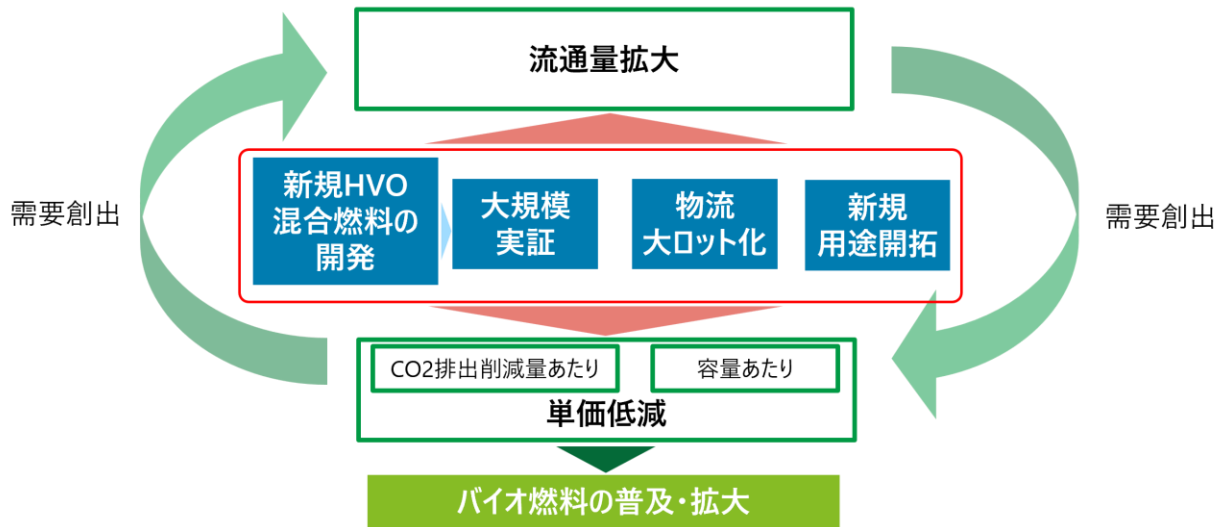 流通量拡大
需要創出
新規HVO
混合燃料の
開発
大規模
実証
物流
大ロット化
新規
用途開拓
需要創出
CO2排出削減量あたり
容量あたり
単価低減
バイオ燃料の普及・拡大